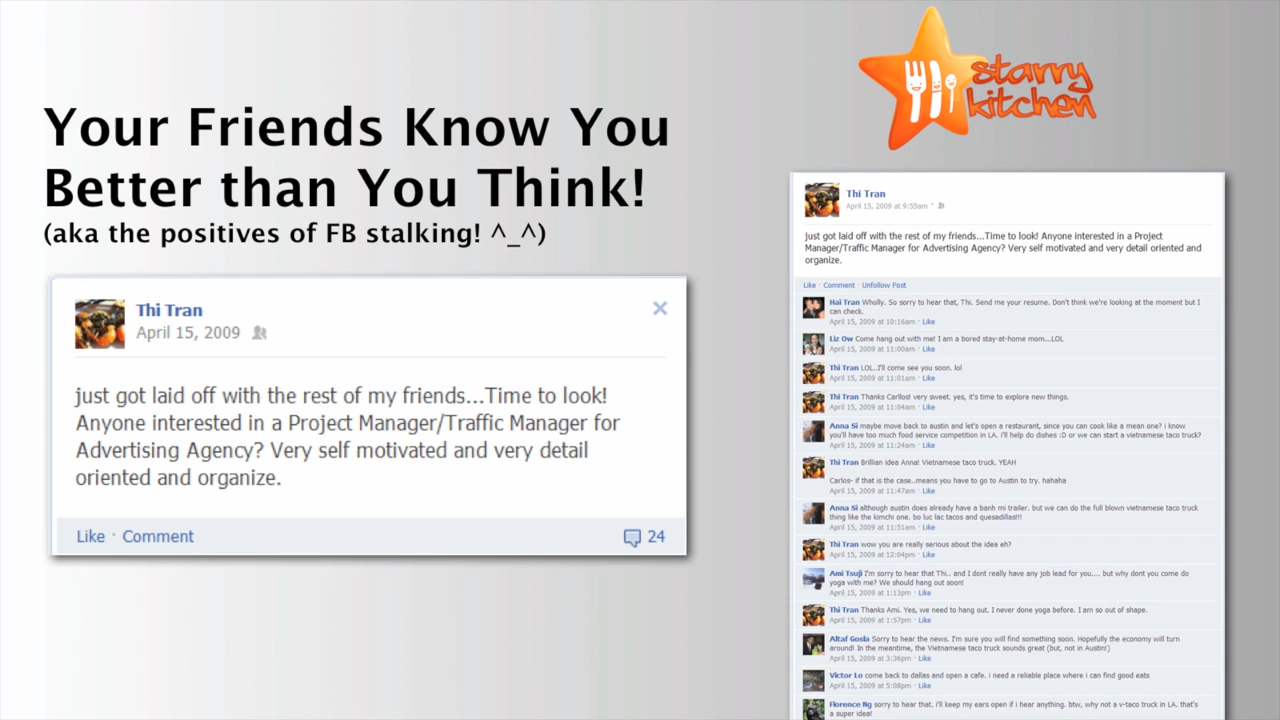 Your Friends Know You
Better than You Think!
(aka the positives of FB stalking! ^_^)
Thi Tran
April 15, 2009
just got laid off with the rest of my friends...Time to look!
Anyone interested in a Project Manager/Traffic Manager for
Advertising Agency? Very self motivated and very detail
oriented and organize.
Like · Comment
24
starry
kitchen
Thi Tran
April 15, 2009 at 9:55am ·
just got laid off with the rest of my friends...Time to look! Anyone interested in a Project
Manager/Traffic Manager for Advertising Agency? Very self motivated and very detail oriented and
organize.
Like · Comment · Unfollow Post
Hai Tran Wholly. So sorry to hear that, Thi. Send me your resume. Don't think we're looking at the moment but I
can check.
April 15, 2009 at 10:16am · Like
Liz Ow Come hang out with me! I am a bored stay-at-home mom...LOL
April 15, 2009 at 11:00am · Like
Thi Tran LOL..I'll come see you soon. lol
April 15, 2009 at 11:01am · Like
Thi Tran Thanks Carllos! very sweet. yes, it's time to explore new things.
April 15, 2009 at 11:04am · Like
Anna Si maybe move back to austin and let's open a restaurant, since you can cook like a mean one? i know
you'll have too much food service competition in LA. i'll help do dishes :D or we can start a vietnamese taco truck?
April 15, 2009 at 11:24am · Like
Thi Tran Brillian idea Anna! Vietnamese taco truck. YEAH
Carlos- if that is the case..means you have to go to Austin to try. hahaha
April 15, 2009 at 11:47am · Like
Anna Si although austin does already have a banh mi trailer. but we can do the full blown vietnamese taco truck
thing like the kimchi one. bo luc lac tacos and quesadillas!!!
April 15, 2009 at 11:51am · Like
Thi Tran wow you are really serious about the idea eh?
April 15, 2009 at 12:04pm · Like
Ami Tsuji I'm sorry to hear that Thi.. and I dont really have any job lead for you.... but why dont you come do
yoga with me? We should hang out soon!
April 15, 2009 at 1:13pm · Like
Thi Tran Thanks Ami. Yes, we need to hang out. I never done yoga before. I am so out of shape.
April 15, 2009 at 1:57pm · Like
Altaf Gosla Sorry to hear the news. I'm sure you will find something soon. Hopefully the economy will turn
around! In the meantime, the Vietnamese taco truck sounds great (but, not in Austin!)
April 15, 2009 at 3:36pm · Like
Victor Lo come back to dallas and open a cafe. i need a reliable place where i can find good eats
April 15, 2009 at 5:08pm · Like
Florence Ng sorry to hear that. i'll keep my ears open if i hear anything. btw, why not a v-taco truck in LA. that's
a super idea!